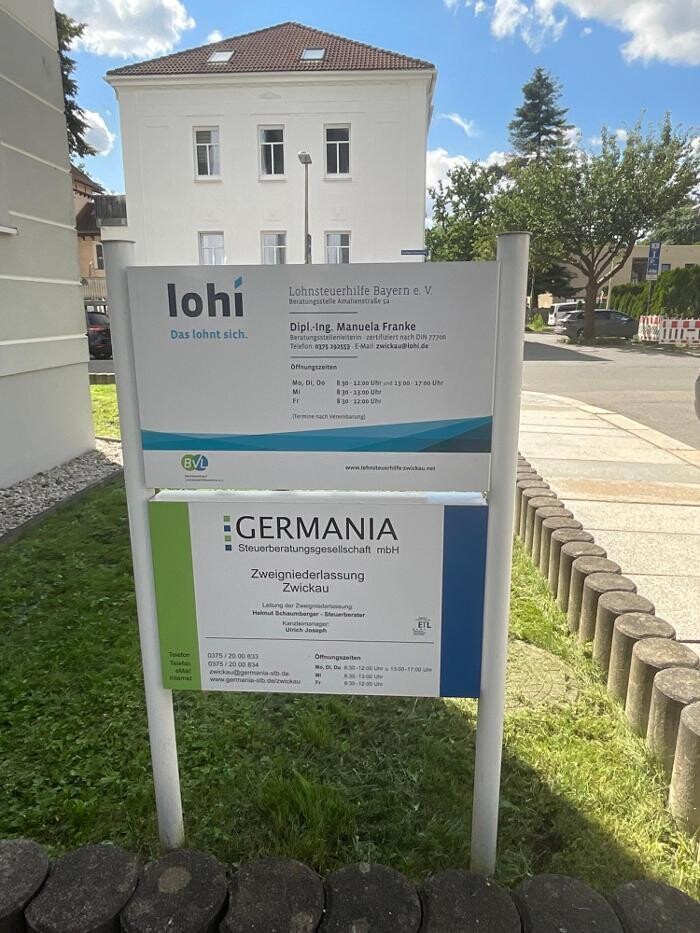 lohi
Das lohnt sich.
Lohnsteuerhilfe Bayern e. V.
Beratungsstelle Amalienstraße 5a
Dipl.-Ing. Manuela Franke
Beratungsstellenleiterin · zertifiziert nach DIN 77700
Telefon: 0375 292553 · E-Mail: zwickau@lohi.de
Öffnungszeiten
Mo, Di, Do 8:30 - 12:00 Uhr und 13:00 - 17:00 Uhr
Mi 8:30 - 13:00 Uhr
Fr 8:30 - 12:00 Uhr
(Termine nach Vereinbarung)
BVL
www.lohnsteuerhilfe-zwickau.net
GERMANIA
Steuerberatungsgesellschaft mbH
Zweigniederlassung
Zwickau
Leitung der Zweigniederlassung:
Helmut Schaumberger - Steuerberater
Kanzleimanager:
Ulrich Joseph
ETL
Telefon 0375 / 20 00 833
Telefax 0375 / 20 00 834
eMail zwickau@germania-stb.de
Internet www.germania-stb.de/zwickau
Öffnungszeiten
Mo, Di, Do 8:30-12:00 Uhr u 13:00-17:00 Uhr
Mi 8:30-13:00 Uhr
Fr 8:30-12:00 Uhr